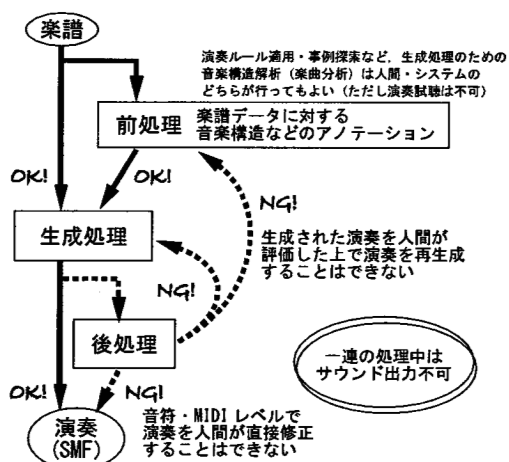 楽譜
演奏ルール適用・事例探索など，生成処理のための
音楽構造解析（楽曲分析）は人間・システムの
どちらが行ってもよい（ただし演奏試聴は不可）
前処理
楽譜データに対する
音楽構造などのアノテーション
OK!
OK!
NG!
生成処理
生成された演奏を人間が
評価した上で演奏を再生成
することはできない
NG!
後処理
一連の処理中は
サウンド出力不可
OK!
NG!
演奏
(SMF)
音符・MIDI レベルで
演奏を人間が直接修正
することはできない